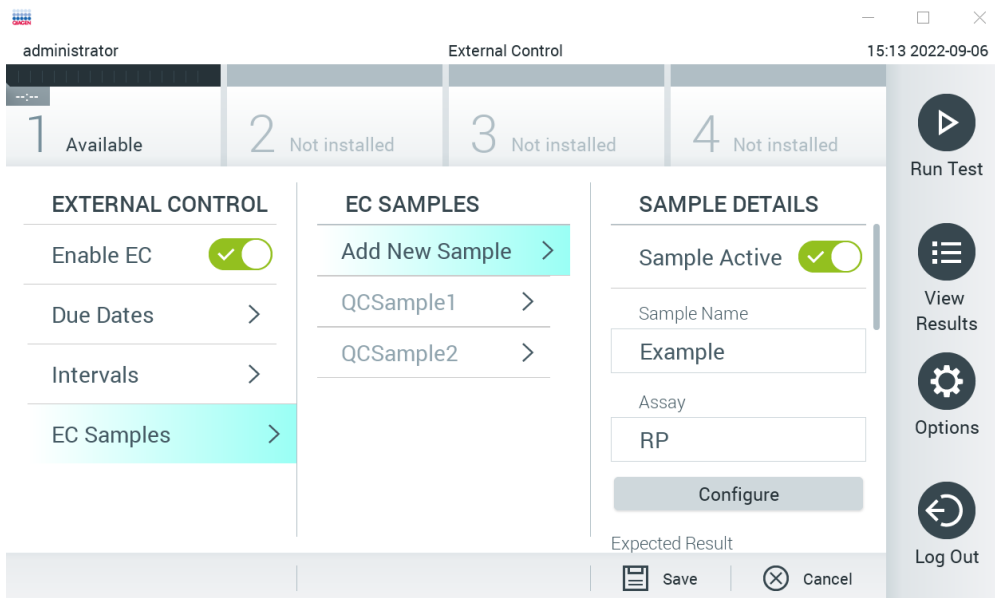 QIAGEN
administrator
External Control
15:13 2022-09-06
--:--
1 Available
2 Not installed
3 Not installed
4 Not installed
Run Test
View
Results
Options
Log Out
EXTERNAL CONTROL
Enable EC
Due Dates
Intervals
EC Samples
EC SAMPLES
Add New Sample
QCSample1
QCSample2
SAMPLE DETAILS
Sample Active
Sample Name
Example
Assay
RP
Configure
Expected Result
Save
Cancel